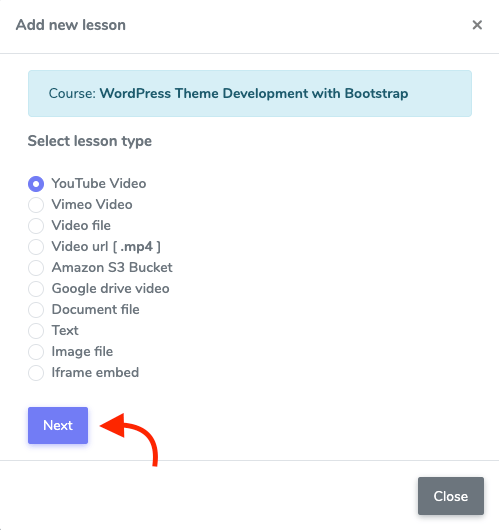 Add new lesson ×
Course: WordPress Theme Development with Bootstrap
Select lesson type
YouTube Video
Vimeo Video
Video file
Video url [ .mp4 ]
Amazon S3 Bucket
Google drive video
Document file
Text
Image file
Iframe embed
Next
Close